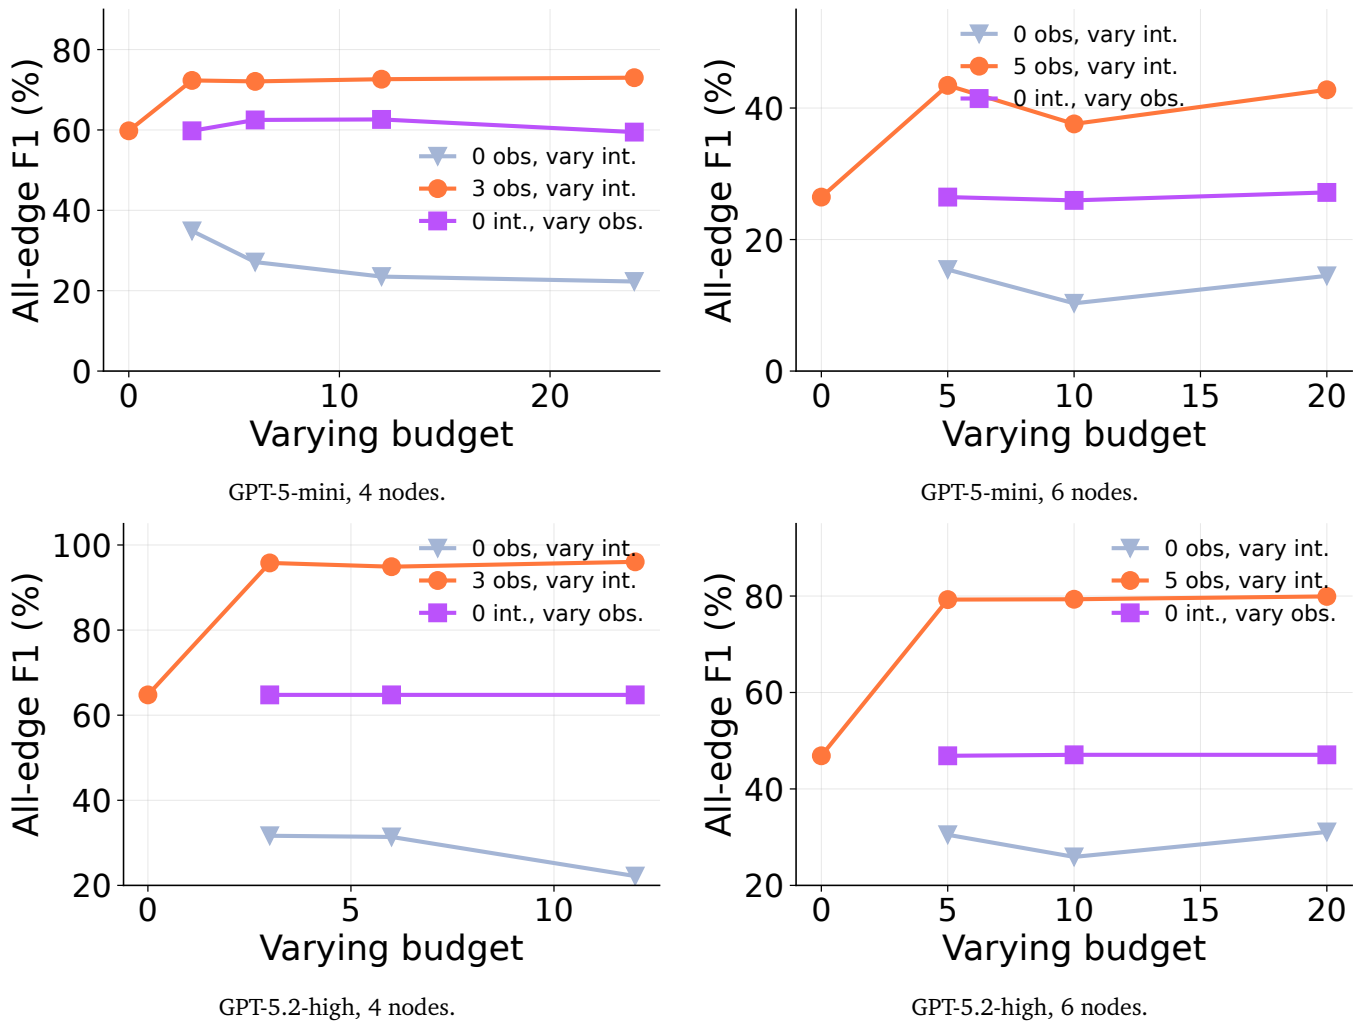 80
60
40
20
0
All-edge F1 (%)
0 obs, vary int.
3 obs, vary int.
0 int., vary obs.
0 10 20
Varying budget
GPT-5-mini, 4 nodes.
40
20
0
All-edge F1 (%)
0 obs, vary int.
5 obs, vary int.
0 int., vary obs.
0 5 10 15 20
Varying budget
GPT-5-mini, 6 nodes.
100
80
60
40
20
All-edge F1 (%)
0 obs, vary int.
3 obs, vary int.
0 int., vary obs.
0 5 10
Varying budget
GPT-5.2-high, 4 nodes.
80
60
40
20
All-edge F1 (%)
0 obs, vary int.
5 obs, vary int.
0 int., vary obs.
0 5 10 15 20
Varying budget
GPT-5.2-high, 6 nodes.